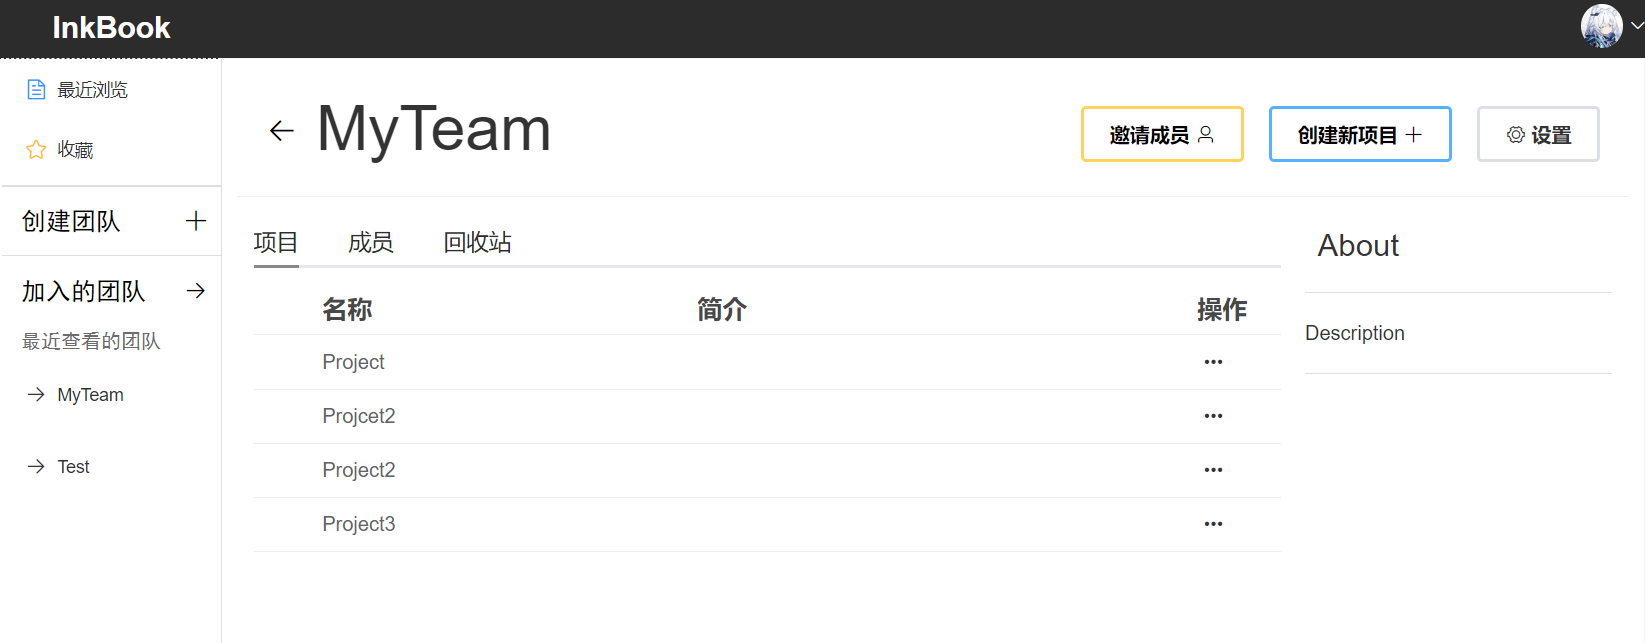 InkBook
最近浏览
收藏
创建团队
加入的团队
最近查看的团队
MyTeam
Test
MyTeam
邀请成员
创建新项目
设置
项目 成员 回收站
名称 简介 操作
Project •••
Projcet2 •••
Project2 •••
Project3 •••
About
Description